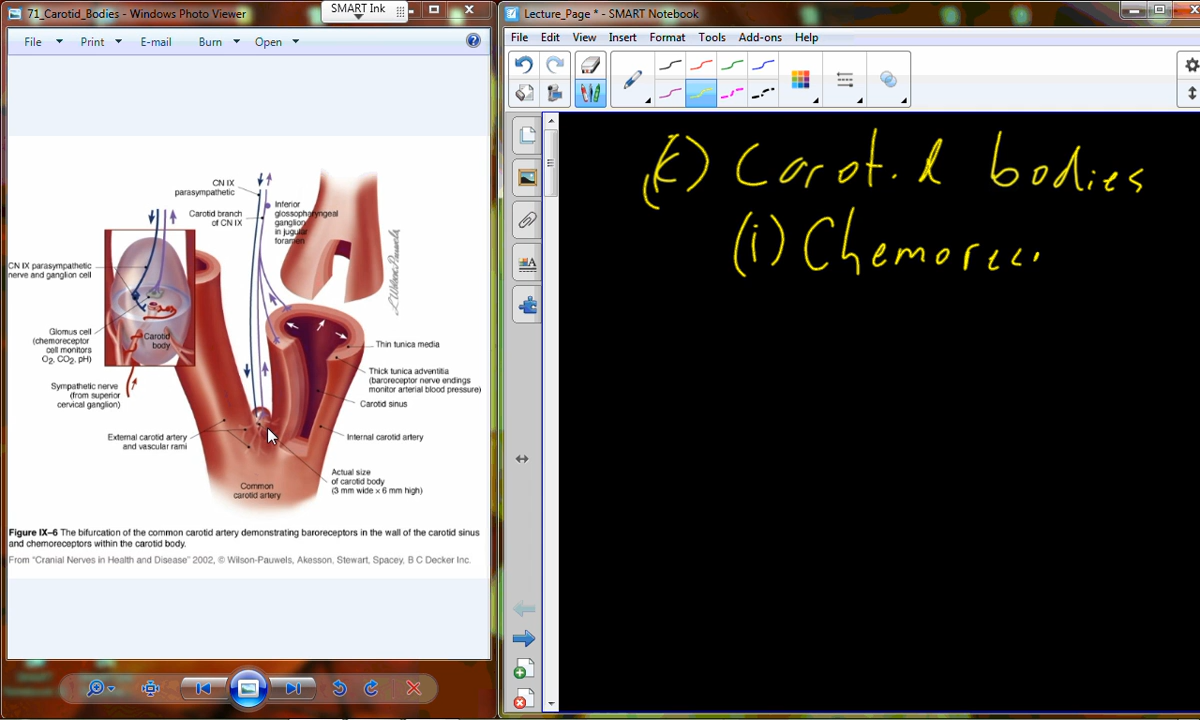 71_Carotid_Bodies - Windows Photo Viewer
SMART Ink
File Print E-mail Burn Open
CN IX
parasympathetic
Carotid branch
of CN IX
Inferior
glossopharyngeal
ganglion
in jugular
foramen
L. Wilson-Pauwels
CN IX parasympathetic
nerve and ganglion cell
Glomus cell
(chemoreceptor
cell monitors
O2, CO2, pH)
Carotid
body
Sympathetic nerve
(from superior
cervical ganglion)
Thin tunica media
Thick tunica adventitia
(baroreceptor nerve endings
monitor arterial blood pressure)
Carotid sinus
External carotid artery
and vascular rami
Internal carotid artery
Actual size
of carotid body
(3 mm wide × 6 mm high)
Common
carotid artery
Figure IX–6 The bifurcation of the common carotid artery demonstrating baroreceptors in the wall of the carotid sinus
and chemoreceptors within the carotid body.
From "Cranial Nerves in Health and Disease" 2002, © Wilson-Pauwels, Akesson, Stewart, Spacey, B C Decker Inc.
Lecture_Page * - SMART Notebook
File Edit View Insert Format Tools Add-ons Help
(c) Carotid bodies
(i) Chemorec